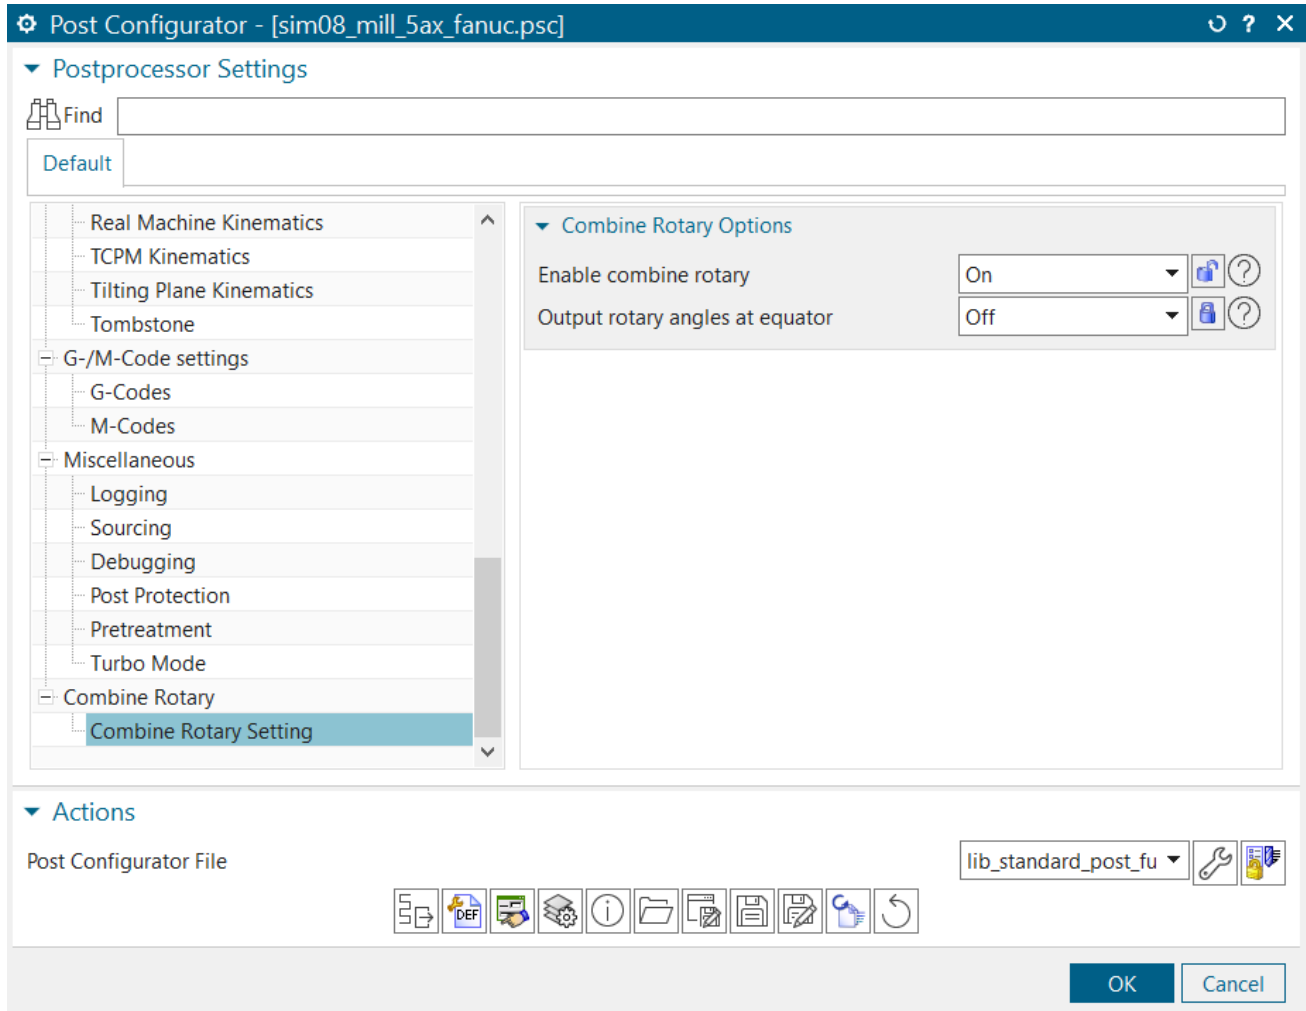 Post Configurator - [sim08_mill_5ax_fanuc.psc]
Postprocessor Settings
Find
Default
Real Machine Kinematics
TCPM Kinematics
Tilting Plane Kinematics
Tombstone
G-/M-Code settings
G-Codes
M-Codes
Miscellaneous
Logging
Sourcing
Debugging
Post Protection
Pretreatment
Turbo Mode
Combine Rotary
Combine Rotary Setting
Combine Rotary Options
Enable combine rotary On
Output rotary angles at equator Off
Actions
Post Configurator File lib_standard_post_fu
DEF
OK Cancel